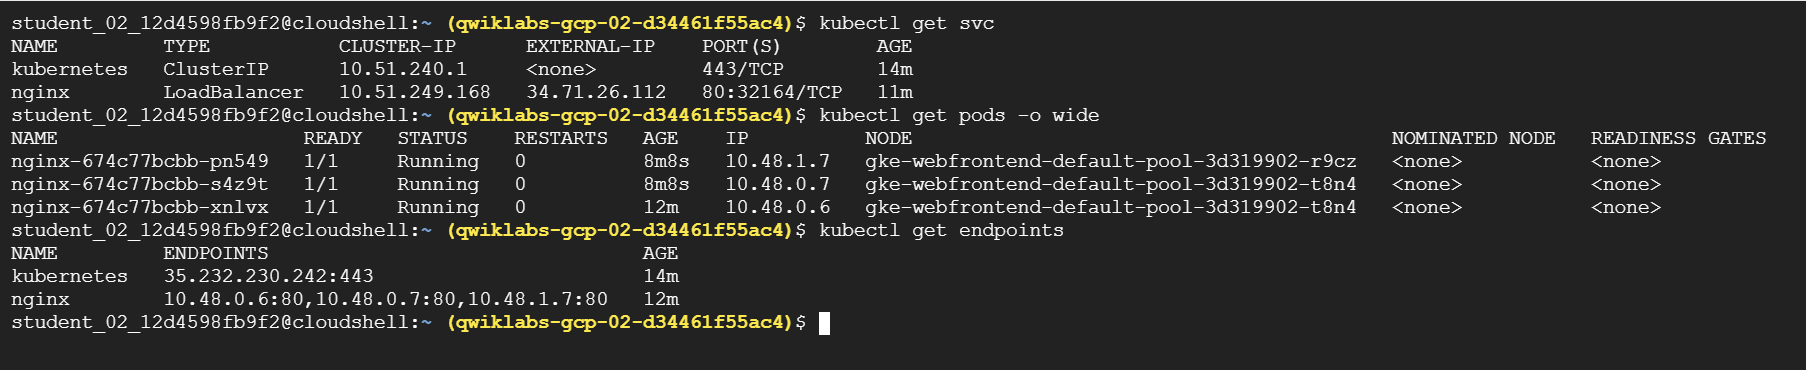 student_02_12d4598fb9f2@cloudshell:~ (qwiklabs-gcp-02-d34461f55ac4)$ kubectl get svc
NAME         TYPE           CLUSTER-IP      EXTERNAL-IP    PORT(S)        AGE
kubernetes   ClusterIP      10.51.240.1     <none>         443/TCP        14m
nginx        LoadBalancer   10.51.249.168   34.71.26.112   80:32164/TCP   11m
student_02_12d4598fb9f2@cloudshell:~ (qwiklabs-gcp-02-d34461f55ac4)$ kubectl get pods -o wide
NAME                     READY   STATUS    RESTARTS   AGE    IP          NODE                                         NOMINATED NODE   READINESS GATES
nginx-674c77bcbb-pn549   1/1     Running   0          8m8s   10.48.1.7   gke-webfrontend-default-pool-3d319902-r9cz   <none>           <none>
nginx-674c77bcbb-s4z9t   1/1     Running   0          8m8s   10.48.0.7   gke-webfrontend-default-pool-3d319902-t8n4   <none>           <none>
nginx-674c77bcbb-xnlvx   1/1     Running   0          12m    10.48.0.6   gke-webfrontend-default-pool-3d319902-t8n4   <none>           <none>
student_02_12d4598fb9f2@cloudshell:~ (qwiklabs-gcp-02-d34461f55ac4)$ kubectl get endpoints
NAME         ENDPOINTS                                AGE
kubernetes   35.232.230.242:443                       14m
nginx        10.48.0.6:80,10.48.0.7:80,10.48.1.7:80   12m
student_02_12d4598fb9f2@cloudshell:~ (qwiklabs-gcp-02-d34461f55ac4)$